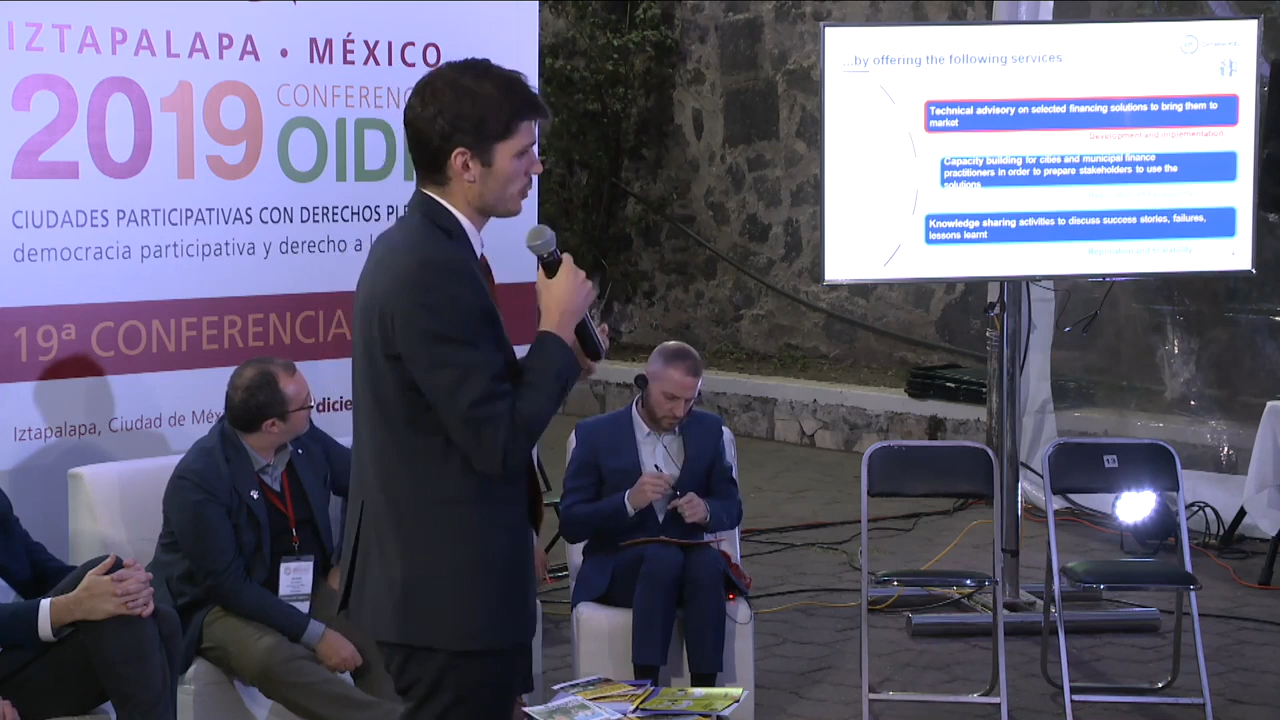 IZTAPALAPA • MÉXICO
2019
CONFERENC
OID
CIUDADES PARTICIPATIVAS CON DERECHOS
democracia participativa y derecho a
19ª CONFERENCIA
Iztapalapa, Ciudad de Méx
dicie
...by offering the following services
Technical advisory on selected financing solutions to bring them to
market
Development and implementation
Capacity building for cities and municipal finance
practitioners in order to prepare stakeholders to use the
solutions
Knowledge sharing activities to discuss success stories, failures,
lessons learnt
13